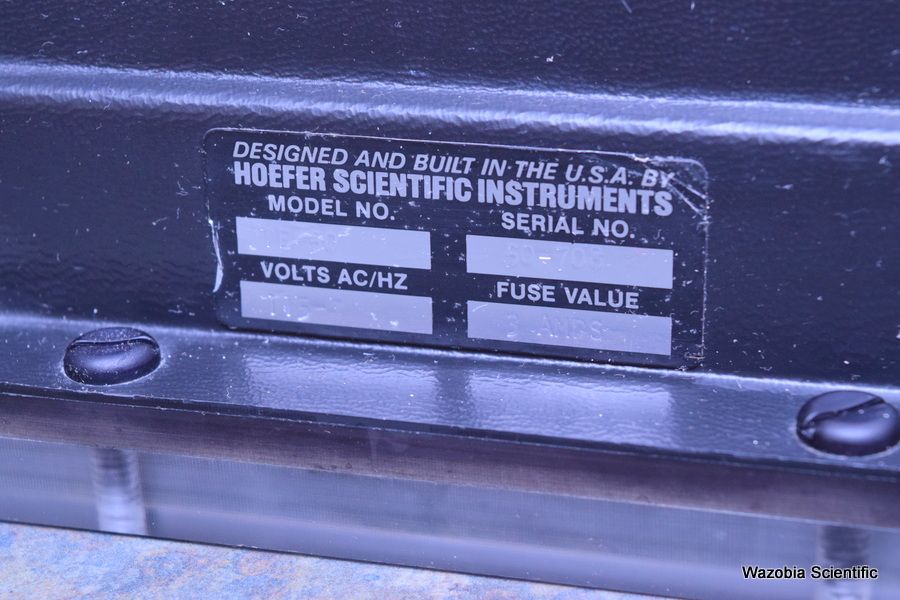 DESIGNED AND BUILT IN THE U.S.A. BY
HOEFER SCIENTIFIC INSTRUMENTS
MODEL NO.
SERIAL NO.
VOLTS AC/HZ
FUSE VALUE
AMPS
Wazobia Scientific